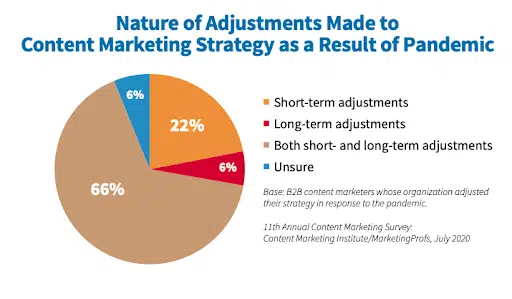 Nature of Adjustments Made to
Content Marketing Strategy as a Result of Pandemic
6%
22%
6%
66%
Short-term adjustments
Long-term adjustments
Both short- and long-term adjustments
Unsure
Base: B2B content marketers whose organization adjusted
their strategy in response to the pandemic.
11th Annual Content Marketing Survey:
Content Marketing Institute/MarketingProfs, July 2020